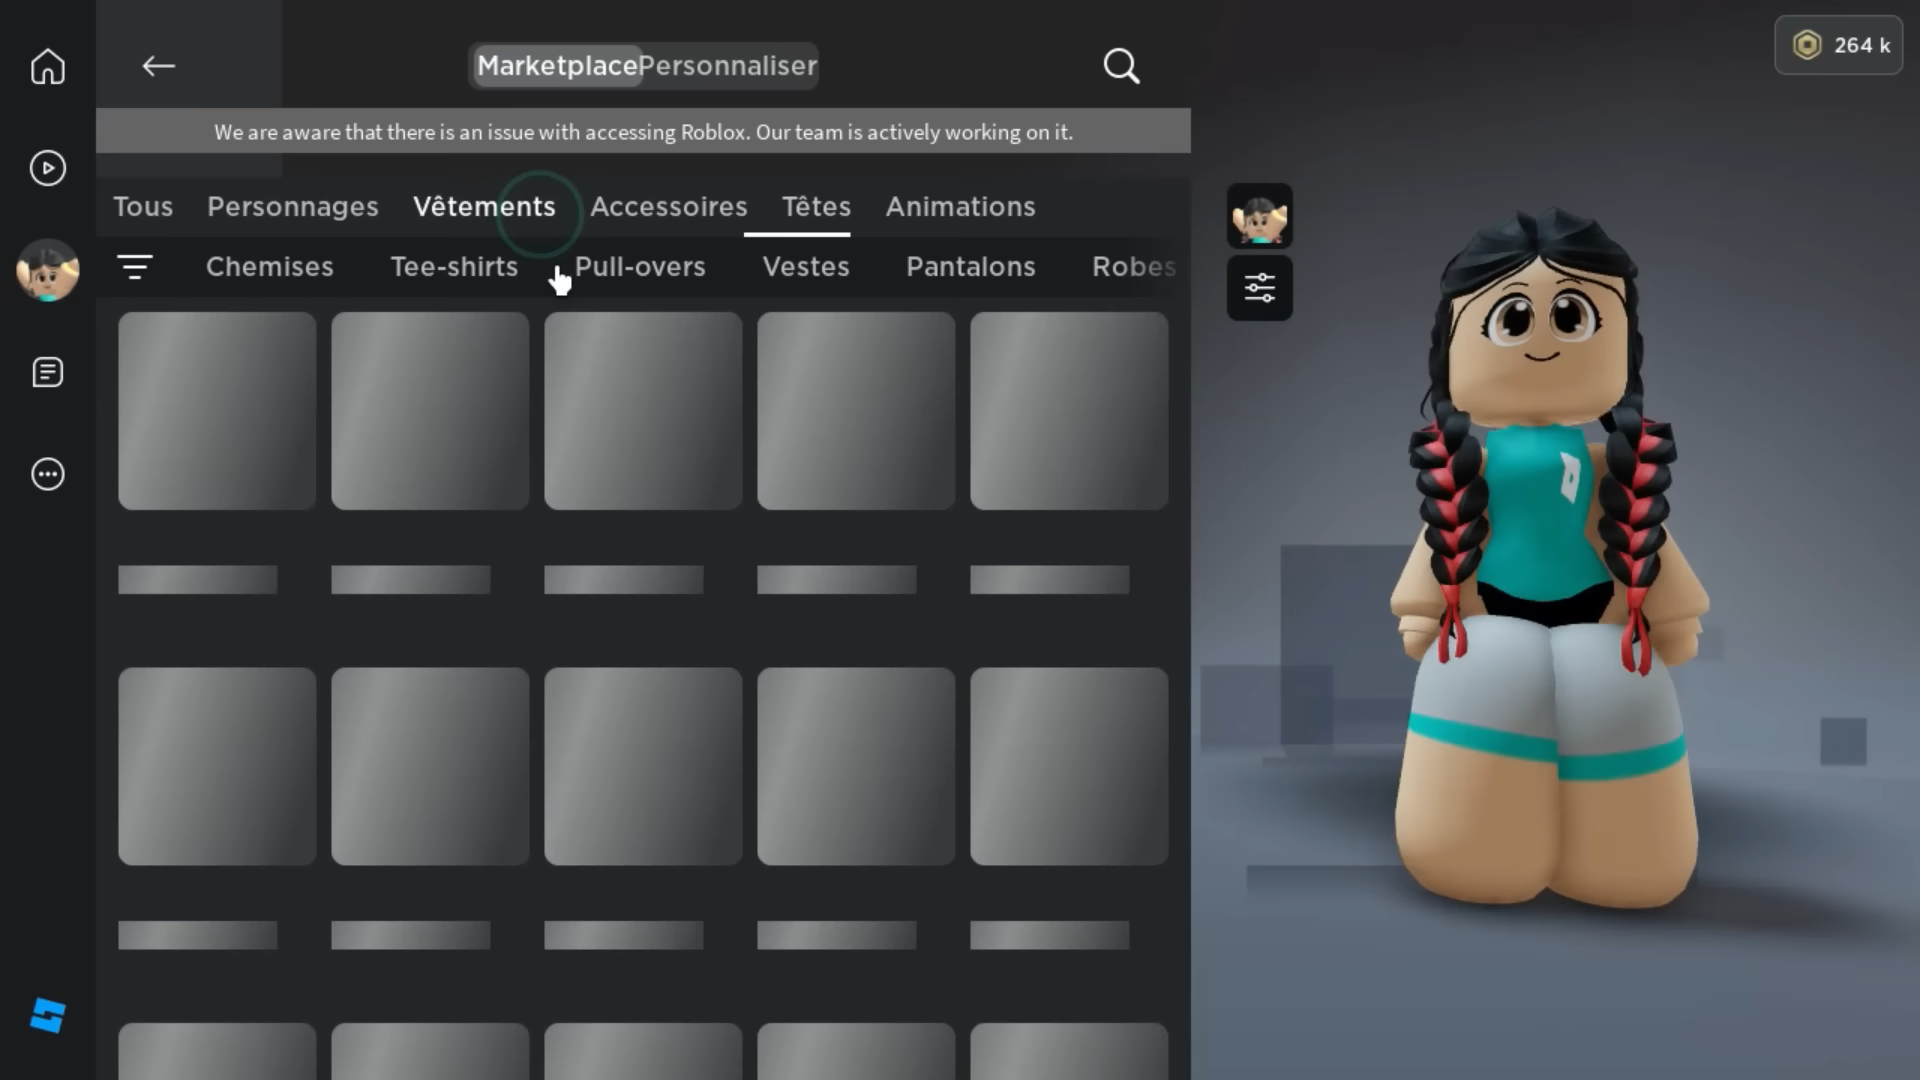 Marketplace Personnaliser
264 k
We are aware that there is an issue with accessing Roblox. Our team is actively working on it.
Tous Personnages Vêtements Accessoires Têtes Animations
Chemises Tee-shirts Pull-overs Vestes Pantalons Robes